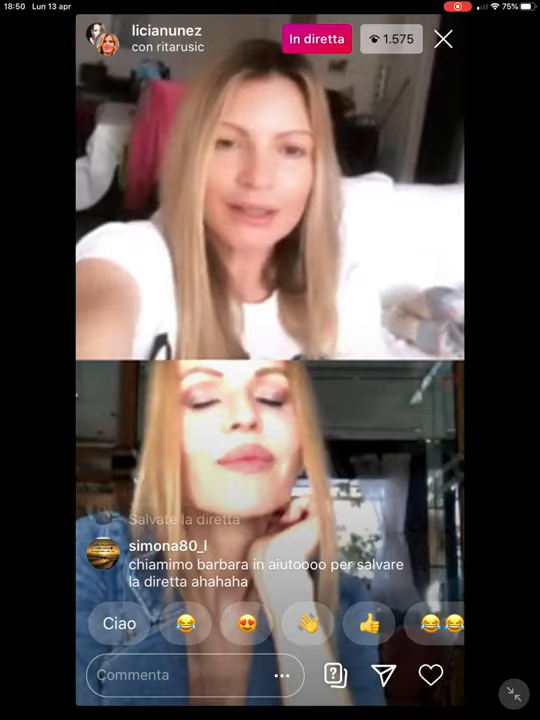 18:50 Lun 13 apr
75%
licianunez
con ritarusic
In diretta
1.575
Salvate la diretta
simona80_l
chiamimo barbara in aiutoooo per salvare
la diretta ahahaha
Ciao
Commenta